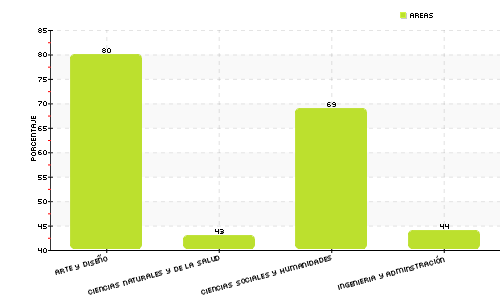 AREAS
85
80
75
70
65
60
55
50
45
40
PORCENTAJE
80
43
69
44
ARTE Y DISEÑO
CIENCIAS NATURALES Y DE LA SALUD
CIENCIAS SOCIALES Y HUMANIDADES
INGENIERIA Y ADMINSTRACIÓN